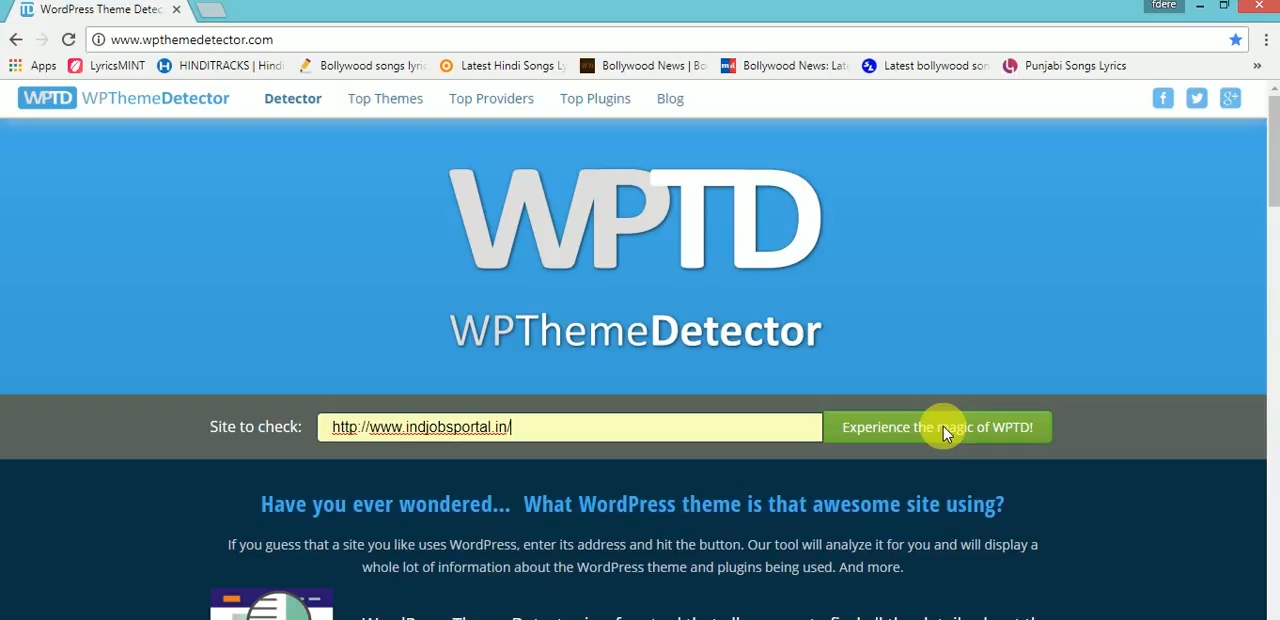 WordPress Theme Detec
fdere
www.wpthemedetector.com
Apps LyricsMINT HINDITRACKS | Hindi Bollywood songs lyric Latest Hindi Songs Ly Bollywood News | Bo Bollywood News: Late Latest bollywood son Punjabi Songs Lyrics »
WPTD WPThemeDetector Detector Top Themes Top Providers Top Plugins Blog
WPTD
WPThemeDetector
Site to check: http://www.indjobsportal.in/ Experience the magic of WPTD!
Have you ever wondered... What WordPress theme is that awesome site using?
If you guess that a site you like uses WordPress, enter its address and hit the button. Our tool will analyze it for you and will display a
whole lot of information about the WordPress theme and plugins being used. And more.